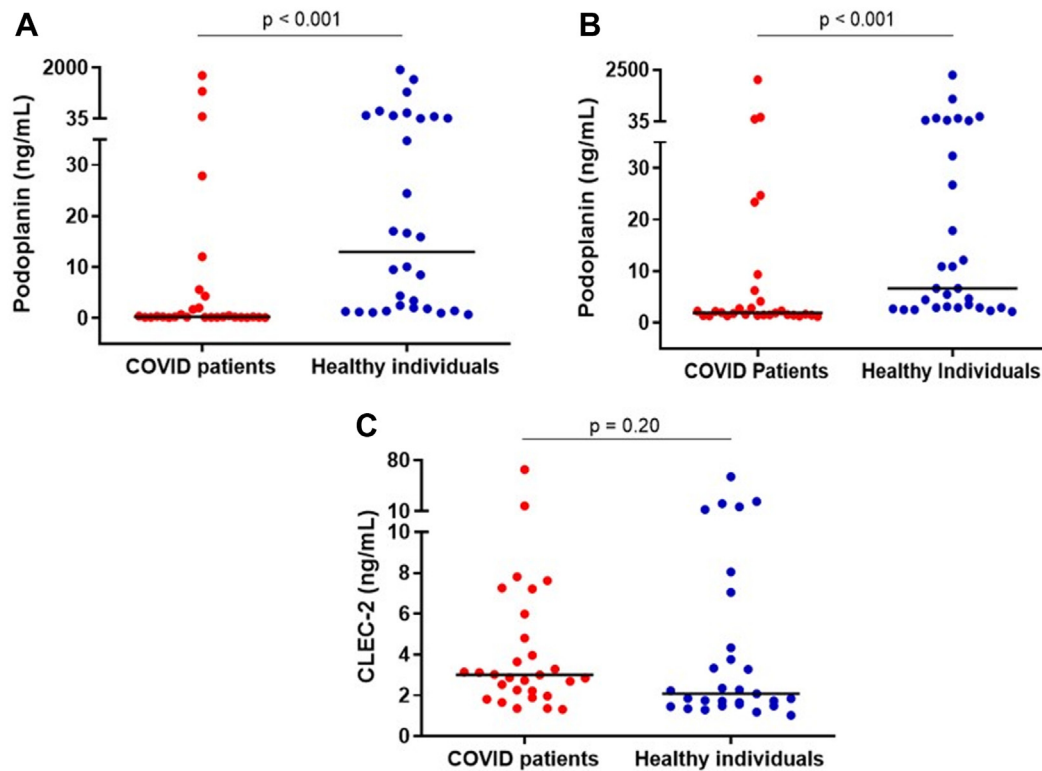 A
p < 0.001
Podoplanin (ng/mL)
2000
35
30
20
10
0
COVID patients
Healthy individuals
B
p < 0.001
Podoplanin (ng/mL)
2500
35
30
20
10
0
COVID Patients
Healthy Individuals
C
p = 0.20
CLEC-2 (ng/mL)
80
10
10
8
6
4
2
0
COVID patients
Healthy individuals